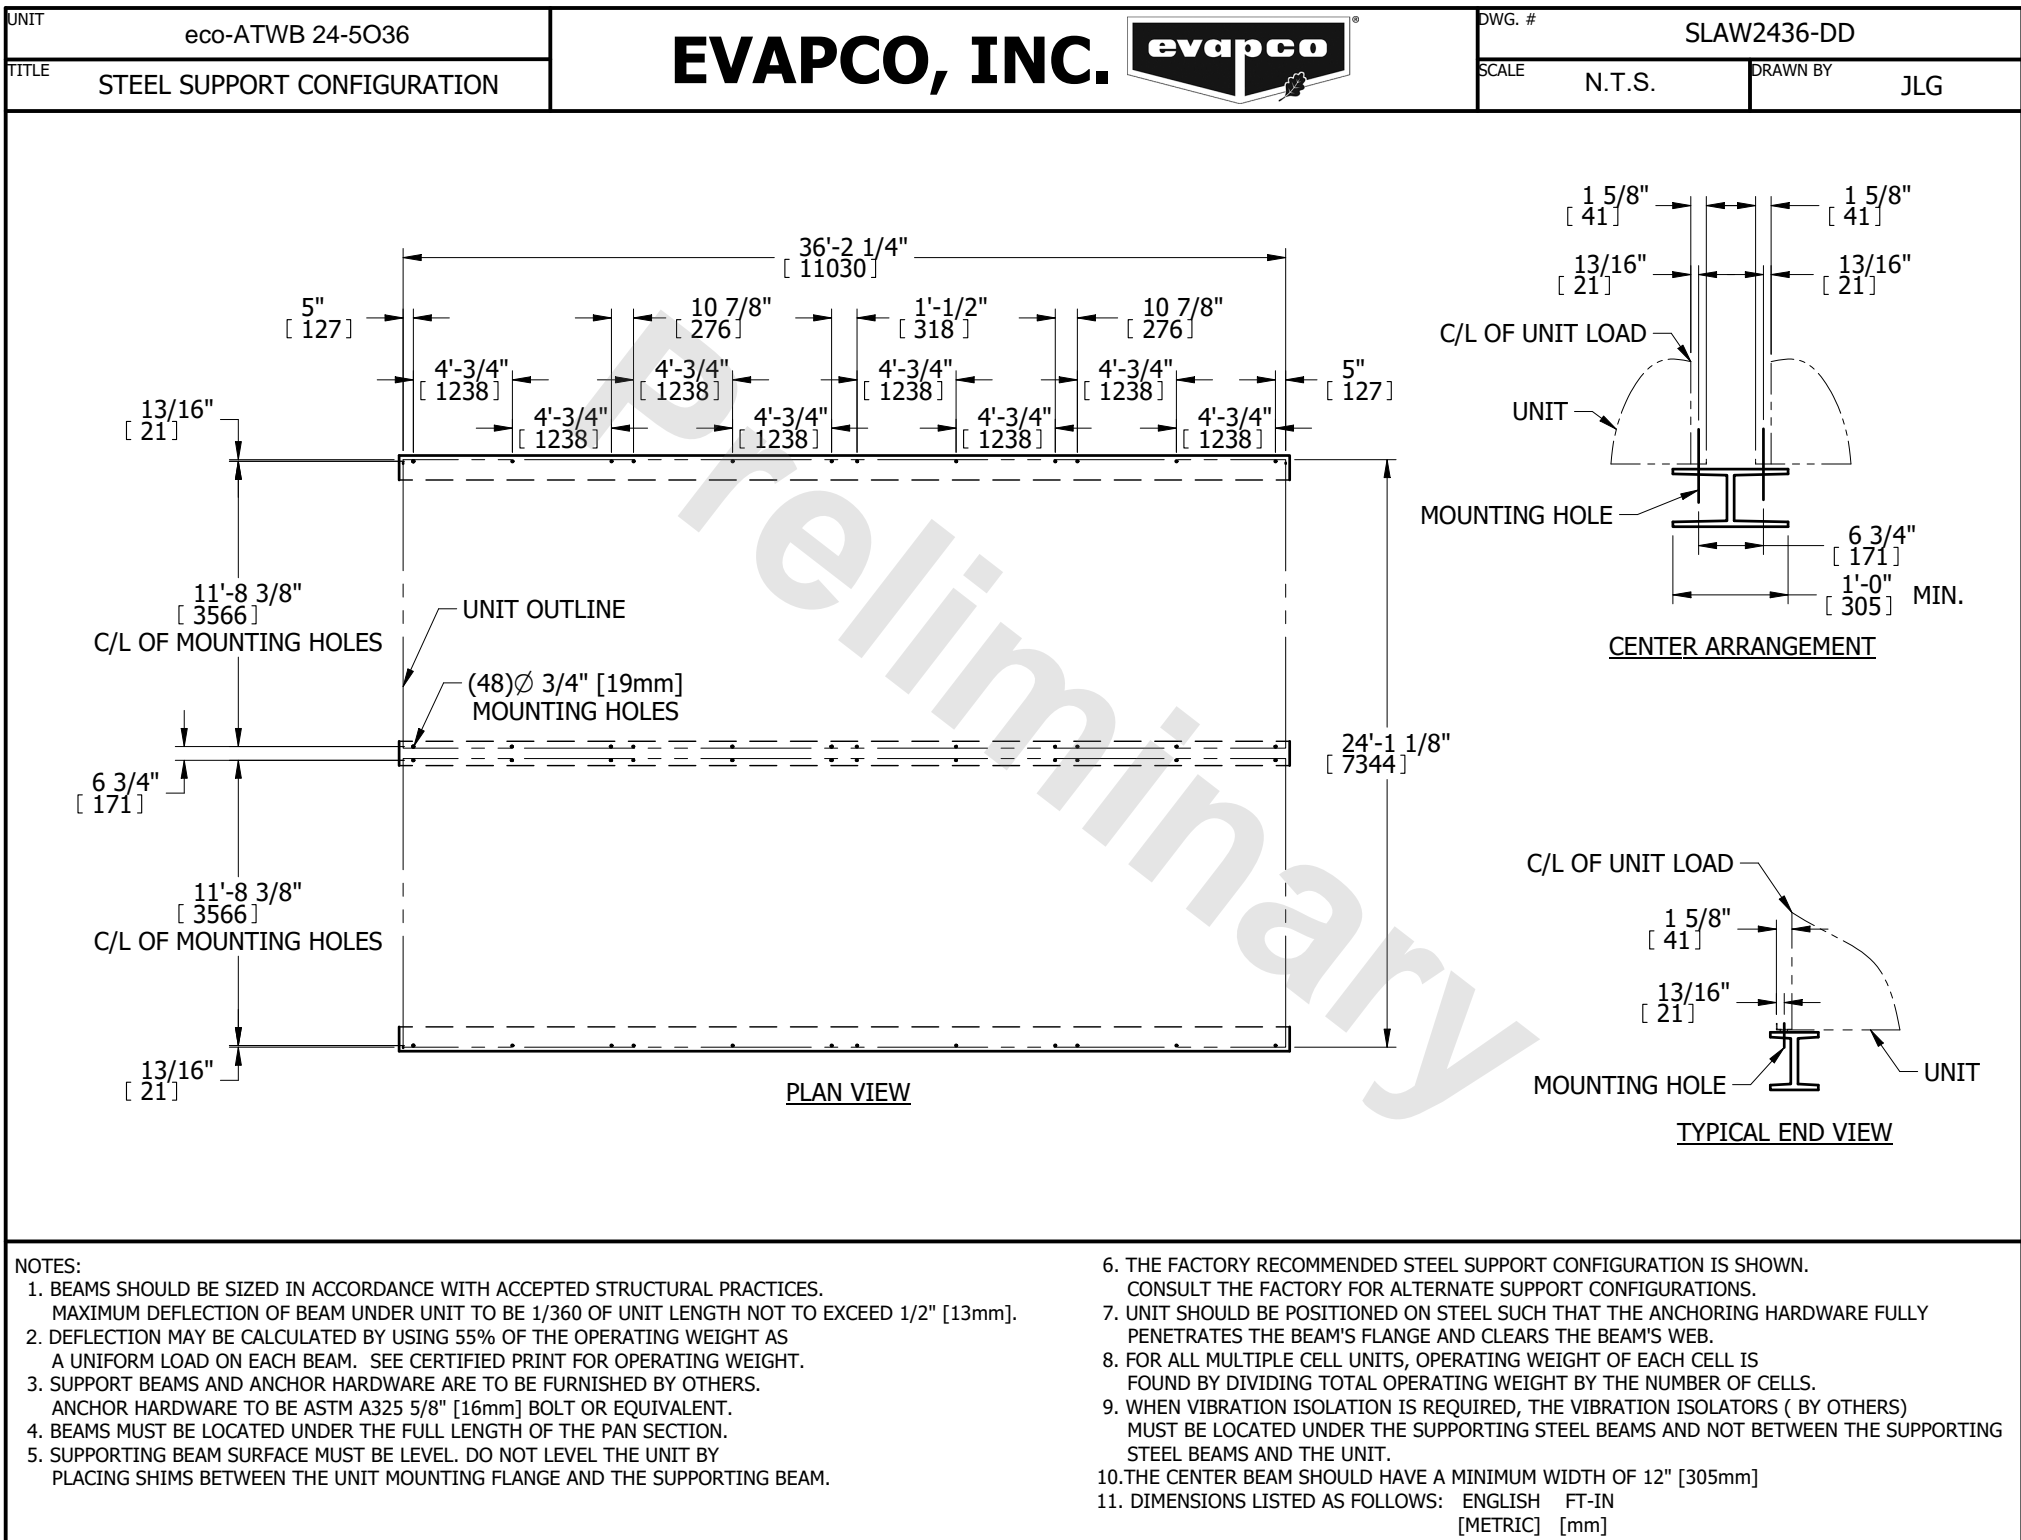 UNIT
eco-ATWB 24-5O36
TITLE
STEEL SUPPORT CONFIGURATION
EVAPCO, INC.
evapco
®
DWG. #
SLAW2436-DD
SCALE
N.T.S.
DRAWN BY
JLG
36'-2 1/4"
[ 11030 ]
5"
[ 127 ]
10 7/8"
[ 276 ]
1'-1/2"
[ 318 ]
10 7/8"
[ 276 ]
4'-3/4"
[ 1238 ]
4'-3/4"
[ 1238 ]
4'-3/4"
[ 1238 ]
4'-3/4"
[ 1238 ]
5"
[ 127 ]
4'-3/4"
[ 1238 ]
4'-3/4"
[ 1238 ]
4'-3/4"
[ 1238 ]
4'-3/4"
[ 1238 ]
13/16"
[ 21 ]
11'-8 3/8"
[ 3566 ]
C/L OF MOUNTING HOLES
UNIT OUTLINE
(48)Ø 3/4" [19mm]
MOUNTING HOLES
6 3/4"
[ 171 ]
24'-1 1/8"
[ 7344 ]
11'-8 3/8"
[ 3566 ]
C/L OF MOUNTING HOLES
13/16"
[ 21 ]
PLAN VIEW
Preliminary
1 5/8"
[ 41 ]
1 5/8"
[ 41 ]
13/16"
[ 21 ]
13/16"
[ 21 ]
C/L OF UNIT LOAD
UNIT
MOUNTING HOLE
6 3/4"
[ 171 ]
1'-0"
[ 305 ] MIN.
CENTER ARRANGEMENT
C/L OF UNIT LOAD
1 5/8"
[ 41 ]
13/16"
[ 21 ]
MOUNTING HOLE
UNIT
TYPICAL END VIEW
NOTES:
1. BEAMS SHOULD BE SIZED IN ACCORDANCE WITH ACCEPTED STRUCTURAL PRACTICES.
MAXIMUM DEFLECTION OF BEAM UNDER UNIT TO BE 1/360 OF UNIT LENGTH NOT TO EXCEED 1/2" [13mm].
2. DEFLECTION MAY BE CALCULATED BY USING 55% OF THE OPERATING WEIGHT AS
A UNIFORM LOAD ON EACH BEAM. SEE CERTIFIED PRINT FOR OPERATING WEIGHT.
3. SUPPORT BEAMS AND ANCHOR HARDWARE ARE TO BE FURNISHED BY OTHERS.
ANCHOR HARDWARE TO BE ASTM A325 5/8" [16mm] BOLT OR EQUIVALENT.
4. BEAMS MUST BE LOCATED UNDER THE FULL LENGTH OF THE PAN SECTION.
5. SUPPORTING BEAM SURFACE MUST BE LEVEL. DO NOT LEVEL THE UNIT BY
PLACING SHIMS BETWEEN THE UNIT MOUNTING FLANGE AND THE SUPPORTING BEAM.
6. THE FACTORY RECOMMENDED STEEL SUPPORT CONFIGURATION IS SHOWN.
CONSULT THE FACTORY FOR ALTERNATE SUPPORT CONFIGURATIONS.
7. UNIT SHOULD BE POSITIONED ON STEEL SUCH THAT THE ANCHORING HARDWARE FULLY
PENETRATES THE BEAM'S FLANGE AND CLEARS THE BEAM'S WEB.
8. FOR ALL MULTIPLE CELL UNITS, OPERATING WEIGHT OF EACH CELL IS
FOUND BY DIVIDING TOTAL OPERATING WEIGHT BY THE NUMBER OF CELLS.
9. WHEN VIBRATION ISOLATION IS REQUIRED, THE VIBRATION ISOLATORS ( BY OTHERS)
MUST BE LOCATED UNDER THE SUPPORTING STEEL BEAMS AND NOT BETWEEN THE SUPPORTING
STEEL BEAMS AND THE UNIT.
10.THE CENTER BEAM SHOULD HAVE A MINIMUM WIDTH OF 12" [305mm]
11. DIMENSIONS LISTED AS FOLLOWS: ENGLISH FT-IN
[METRIC] [mm]